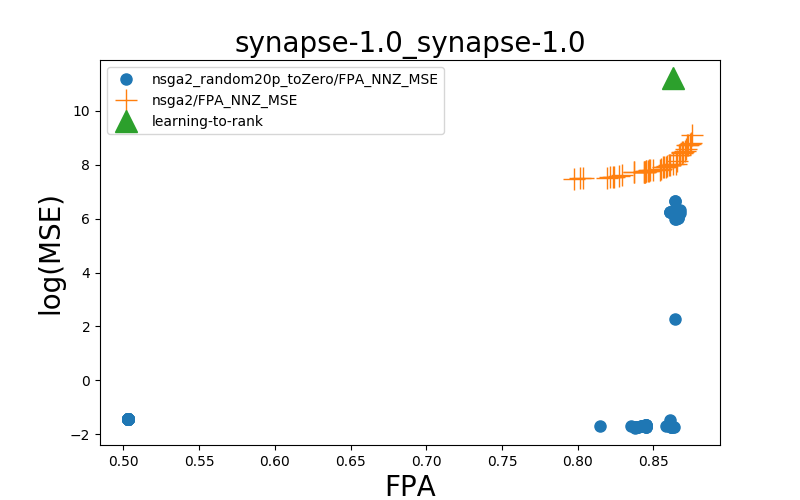 synapse-1.0_synapse-1.0
nsga2_random20p_toZero/FPA_NNZ_MSE
nsga2/FPA_NNZ_MSE
learning-to-rank
log(MSE)
10
8
6
4
2
0
−2
0.50 0.55 0.60 0.65 0.70 0.75 0.80 0.85
FPA